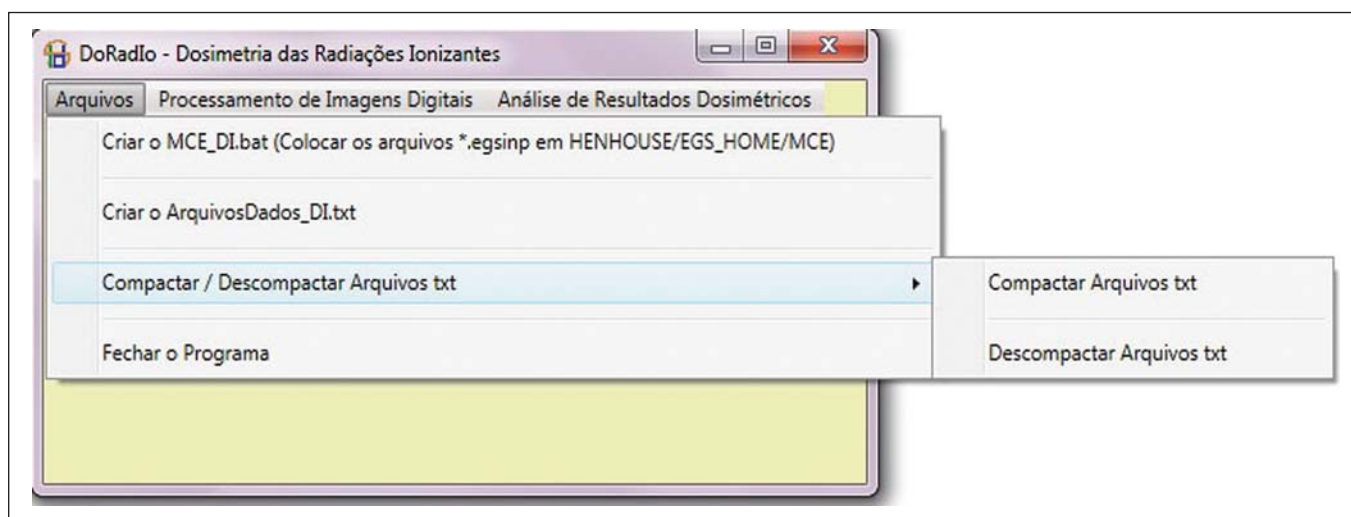 DoRadIo - Dosimetria das Radiações Ionizantes
Arquivos Processamento de Imagens Digitais Análise de Resultados Dosimétricos
Criar o MCE_DI.bat (Colocar os arquivos *.egsinp em HENHOUSE/EGS_HOME/MCE)
Criar o ArquivosDados_DI.txt
Compactar / Descompactar Arquivos txt
Compactar Arquivos txt
Descompactar Arquivos txt
Fechar o Programa